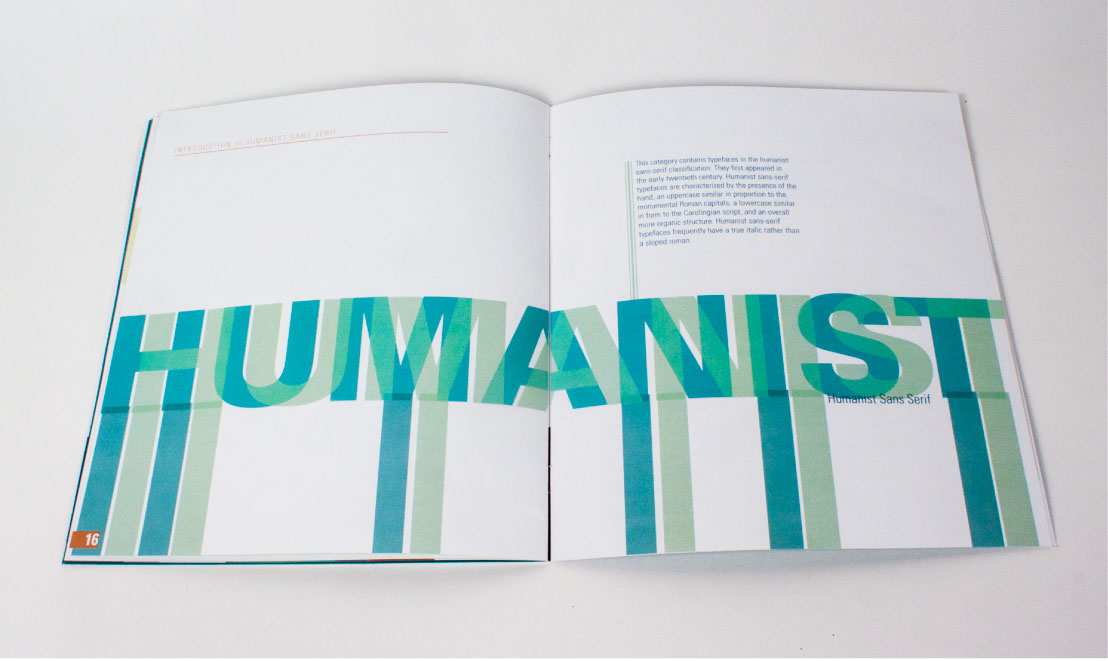 INTRODUCTION to HUMANIST SANS SERIF
This category contains typefaces in the humanist
sans-serif classification. They first appeared in
the early twentieth century. Humanist sans-serif
typefaces are characterized by the presence of the
hand, an uppercase similar in proportion to the
monumental Roman capitals, a lowercase similar
in form to the Carolingian script, and an overall
more organic structure. Humanist sans-serif
typefaces frequently have a true italic rather than
a sloped roman.
HUMANIST
Humanist Sans Serif
16